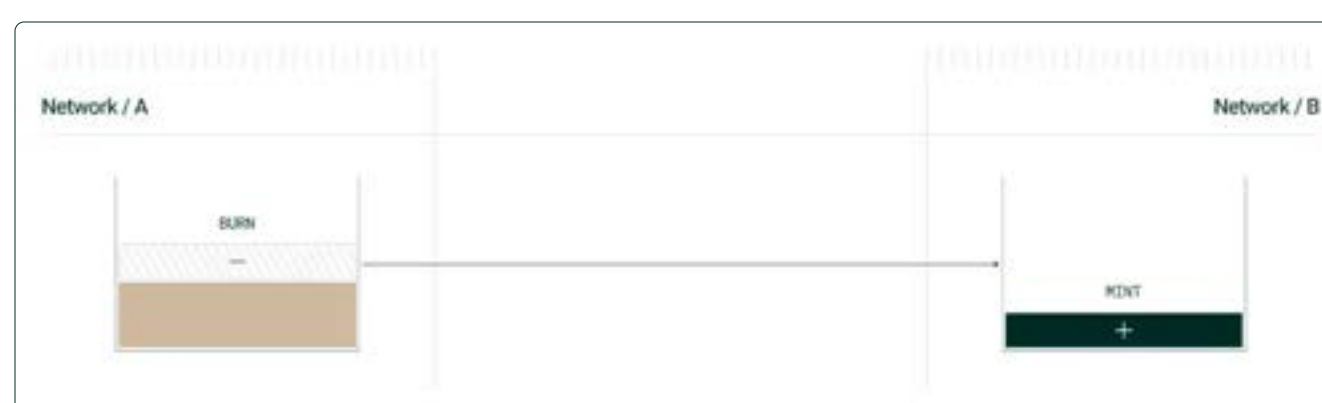 Network / A
Network / B
BURN
—
MINT
+